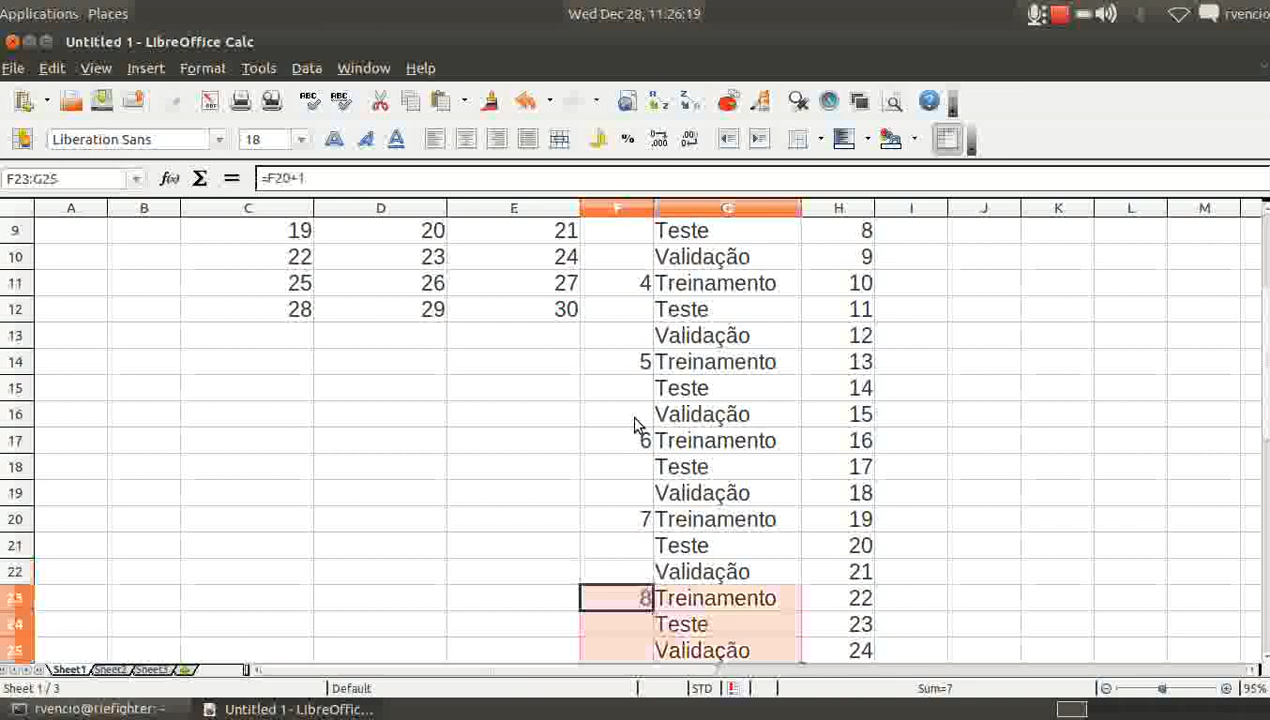 Applications Places Wed Dec 28, 11:26:19 rvencio
Untitled 1 - LibreOffice Calc
File Edit View Insert Format Tools Data Window Help
Liberation Sans 18
F23:G25 =F20+1
A B C D E F G H I J K L M
9 19 20 21 Teste 8
10 22 23 24 Validação 9
11 25 26 27 4 Treinamento 10
12 28 29 30 Teste 11
13 Validação 12
14 5 Treinamento 13
15 Teste 14
16 Validação 15
17 6 Treinamento 16
18 Teste 17
19 Validação 18
20 7 Treinamento 19
21 Teste 20
22 Validação 21
23 8 Treinamento 22
24 Teste 23
25 Validação 24
Sheet1 Sheet2 Sheet3
Sheet 1 / 3 Default STD Sum=7 95%
rvencio@tiefighter: ~ Untitled 1 - LibreOffic...